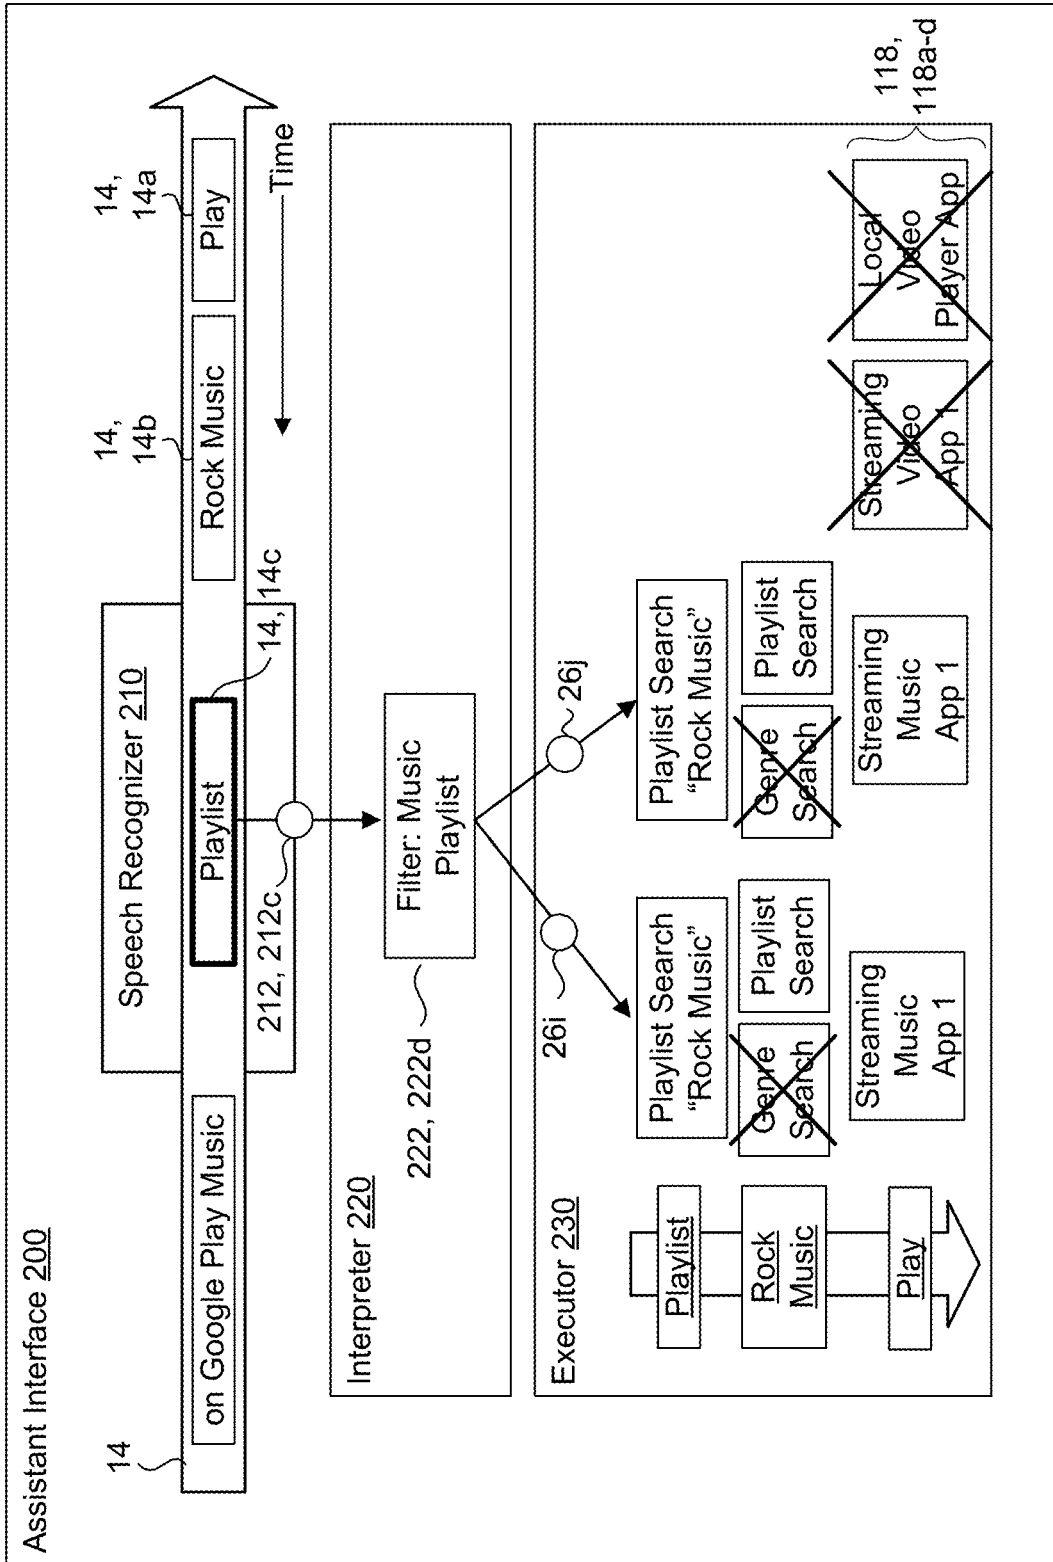 Assistant Interface 200
14
on Google Play Music
Speech Recognizer 210
Playlist
14, 14c
212, 212c
14,
14b
Rock Music
14,
14a
Play
Time
Interpreter 220
222, 222d
Filter: Music
Playlist
26i
26j
Executor 230
Playlist
Rock
Music
Play
Playlist Search
“Rock Music”
Genre
Search
Playlist
Search
Streaming
Music
App 1
Playlist Search
“Rock Music”
Genre
Search
Playlist
Search
Streaming
Music
App 1
Streaming
Video
App 1
Local
Video
Player App
118,
118a-d